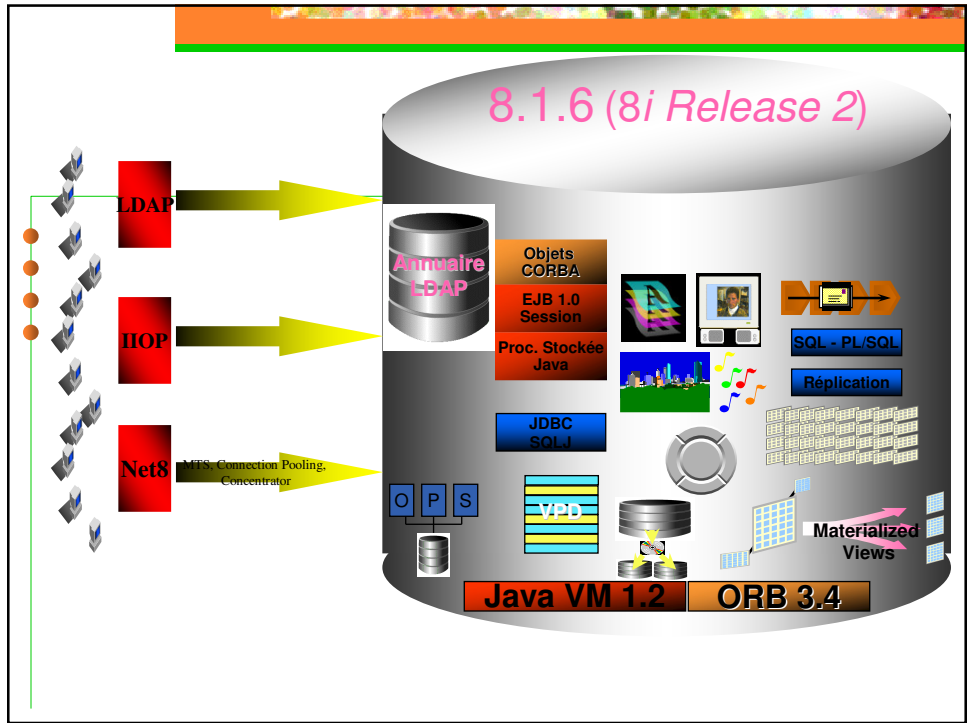 8.1.6 (8i Release 2)
LDAP
IIOP
Net8
MTS, Connection Pooling,
Concentrator
Annuaire
LDAP
Objets
CORBA
EJB 1.0
Session
Proc. Stockée
Java
JDBC
SQLJ
SQL - PL/SQL
Réplication
O P S
VPD
Materialized
Views
Java VM 1.2
ORB 3.4